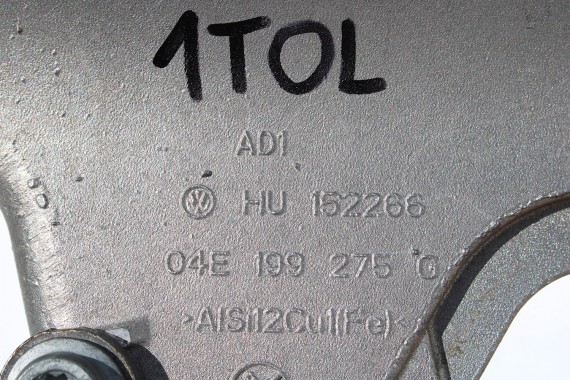 1TOL
AD1
HU 152266
04E 199 275 G
>AlSi12Cu1(Fe)<